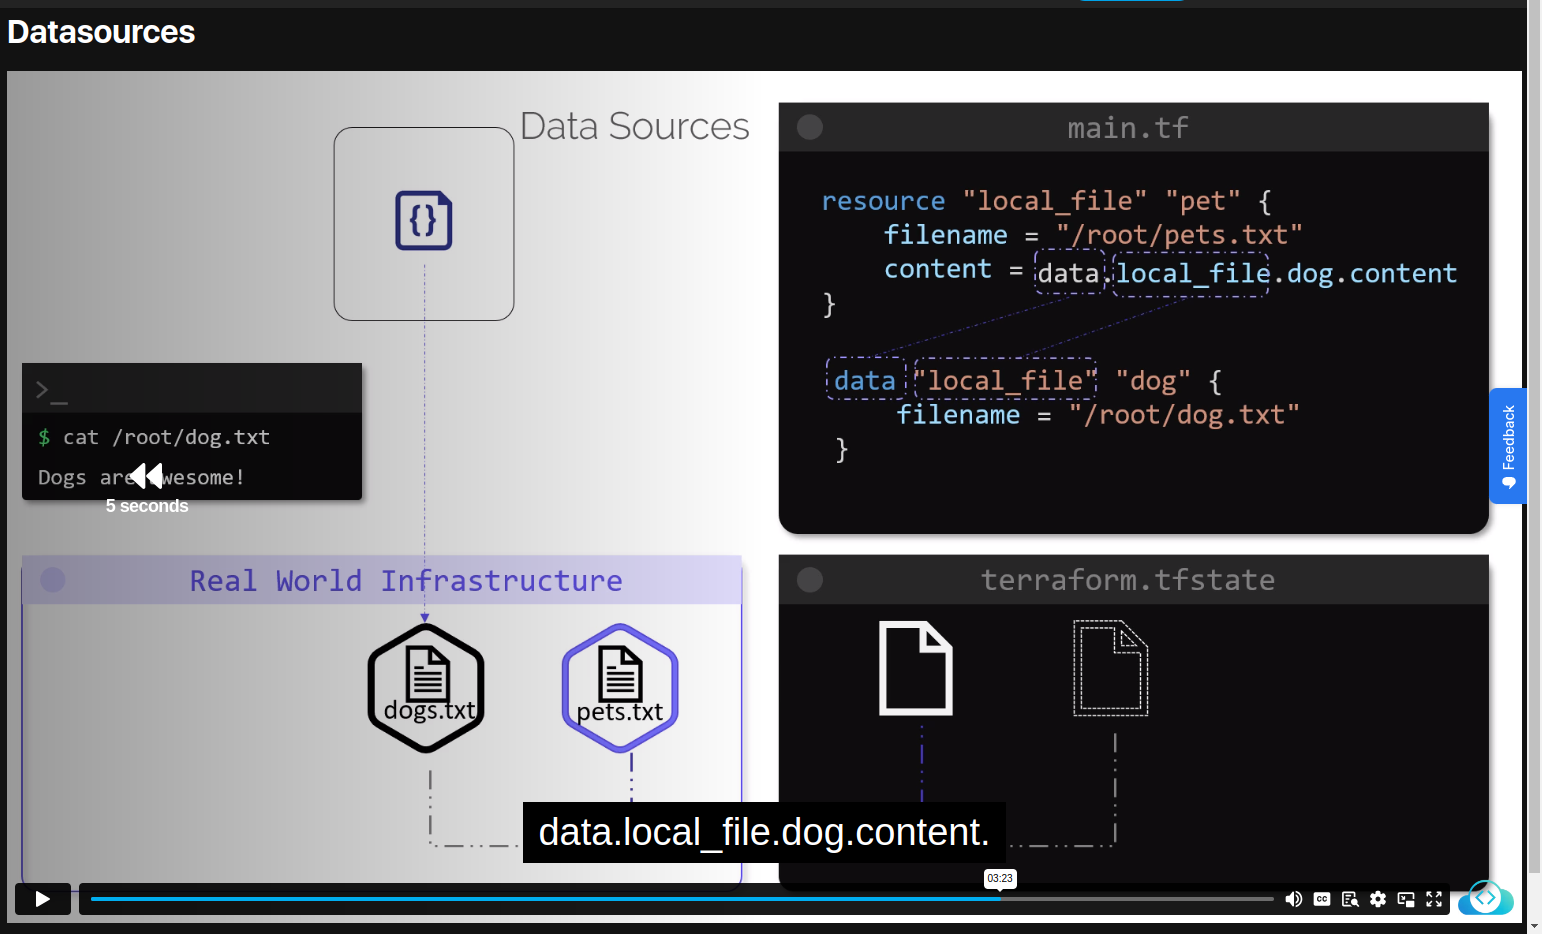 Datasources
Data Sources
{}
main.tf
resource "local_file" "pet" {
filename = "/root/pets.txt"
content = data.local_file.dog.content
}
data "local_file" "dog" {
filename = "/root/dog.txt"
}
>_
$ cat /root/dog.txt
Dogs are wesome!
5 seconds
Feedback
Real World Infrastructure
dogs.txt
pets.txt
terraform.tfstate
data.local_file.dog.content.
03:23
CC